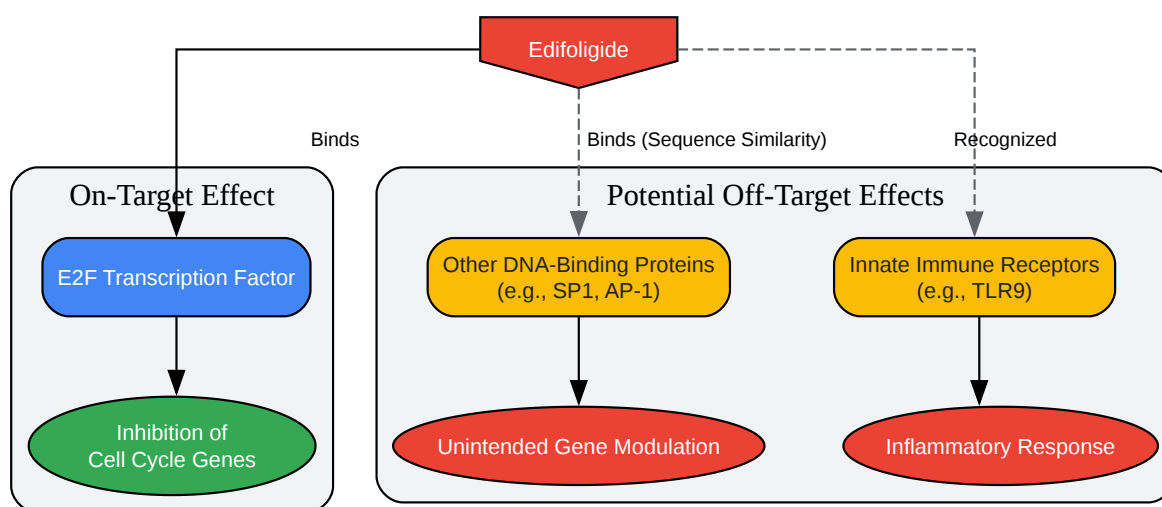 Edifoligide
Binds
Binds (Sequence Similarity)
Recognized
On-Target Effect
Potential Off-Target Effects
E2F Transcription Factor
Other DNA-Binding Proteins
(e.g., SP1, AP-1)
Innate Immune Receptors
(e.g., TLR9)
Inhibition of
Cell Cycle Genes
Unintended Gene Modulation
Inflammatory Response